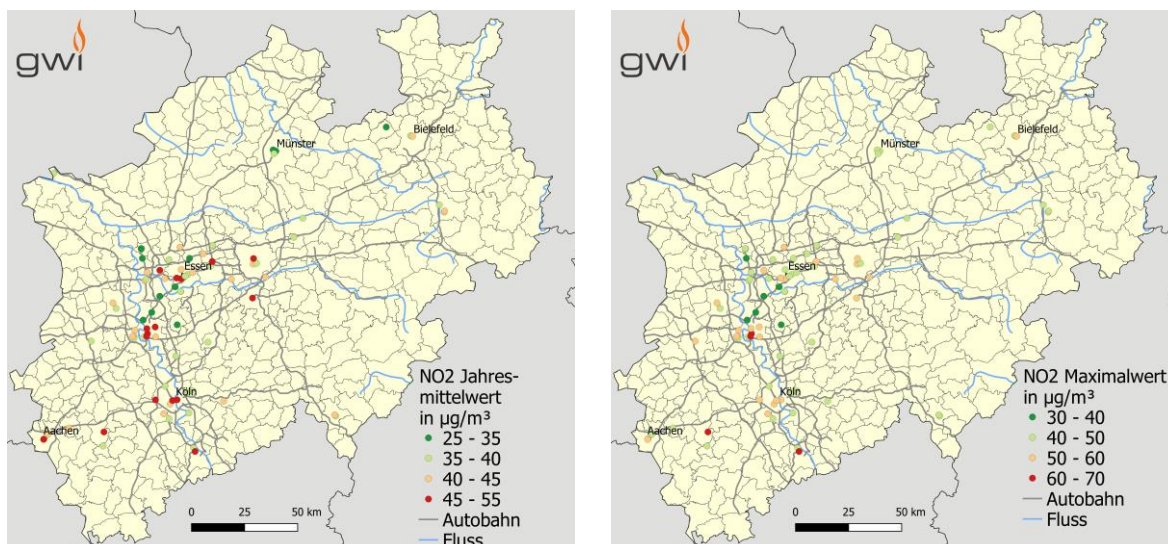 gwi
Bielefeld
Münster
Essen
Köln
Aachen
NO2 Jahres-
mittelwert
in µg/m³
25 - 35
35 - 40
40 - 45
45 - 55
Autobahn
Fluss
0 25 50 km
gwi
Bielefeld
Münster
Essen
Köln
Aachen
NO2 Maximalwert
in µg/m³
30 - 40
40 - 50
50 - 60
60 - 70
Autobahn
Fluss
0 25 50 km